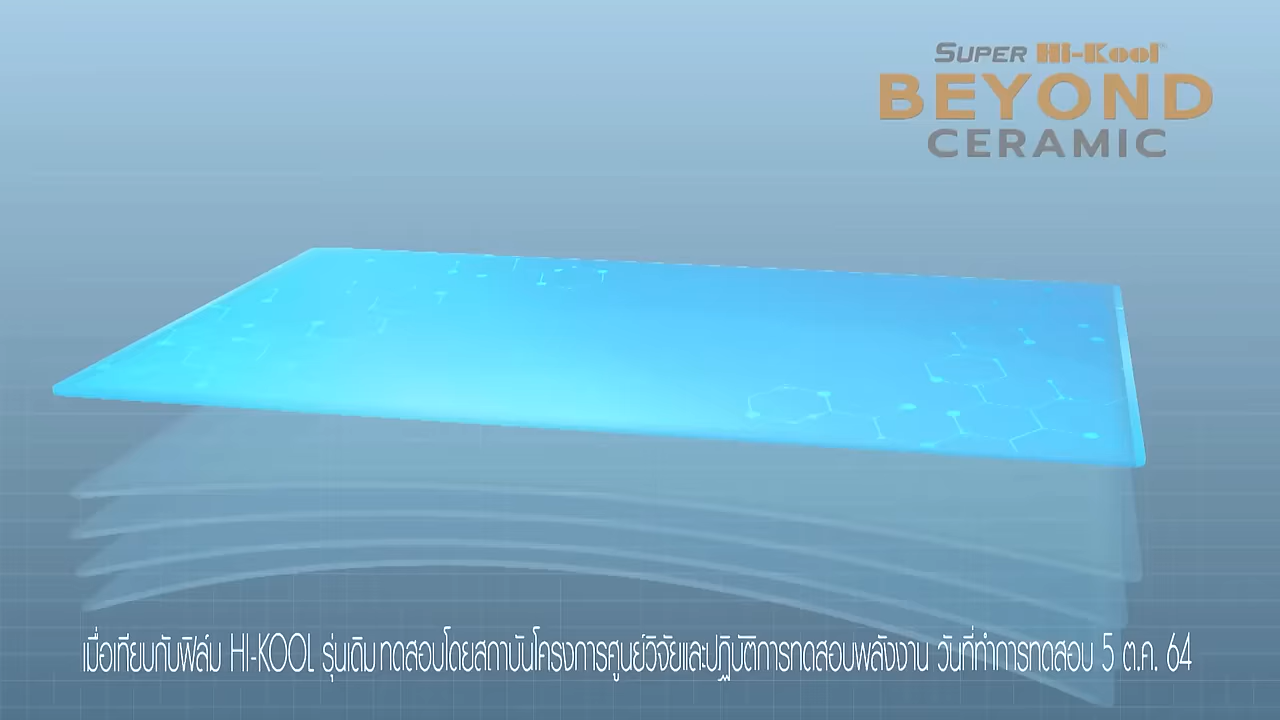 SUPER Hi-Kool
BEYOND
CERAMIC
เมื่อเทียบกับฟิล์ม HI-KOOL รุ่นเดิม ทดสอบโดยสถาบันโครงการศูนย์วิจัยและปฏิบัติการทดสอบพลังงาน วันที่ทำการทดสอบ 5 ต.ค. 64